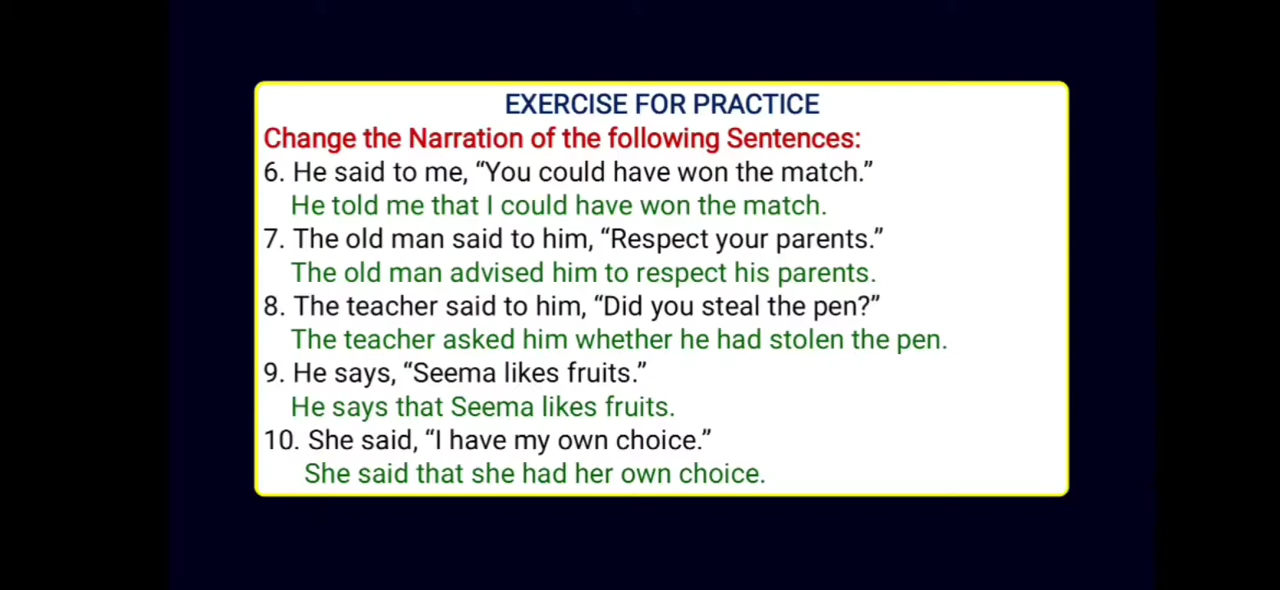 EXERCISE FOR PRACTICE
Change the Narration of the following Sentences:
6. He said to me, “You could have won the match.”
He told me that I could have won the match.
7. The old man said to him, “Respect your parents.”
The old man advised him to respect his parents.
8. The teacher said to him, “Did you steal the pen?”
The teacher asked him whether he had stolen the pen.
9. He says, “Seema likes fruits.”
He says that Seema likes fruits.
10. She said, “I have my own choice.”
She said that she had her own choice.